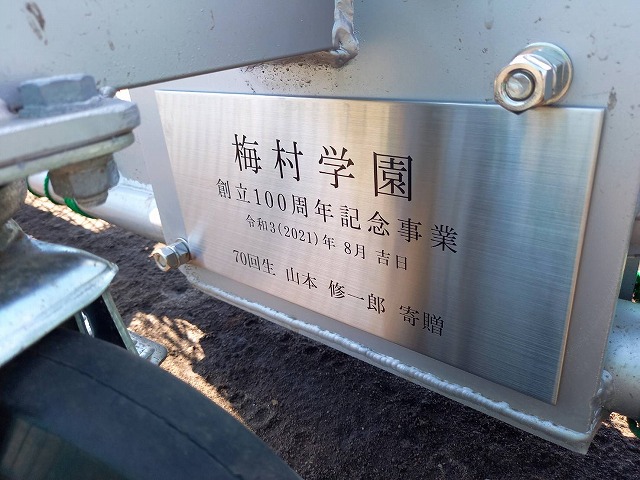 梅村学園
創立100周年記念事業
令和3(2021)年 8月 吉日
70回生 山本 修一郎 寄贈